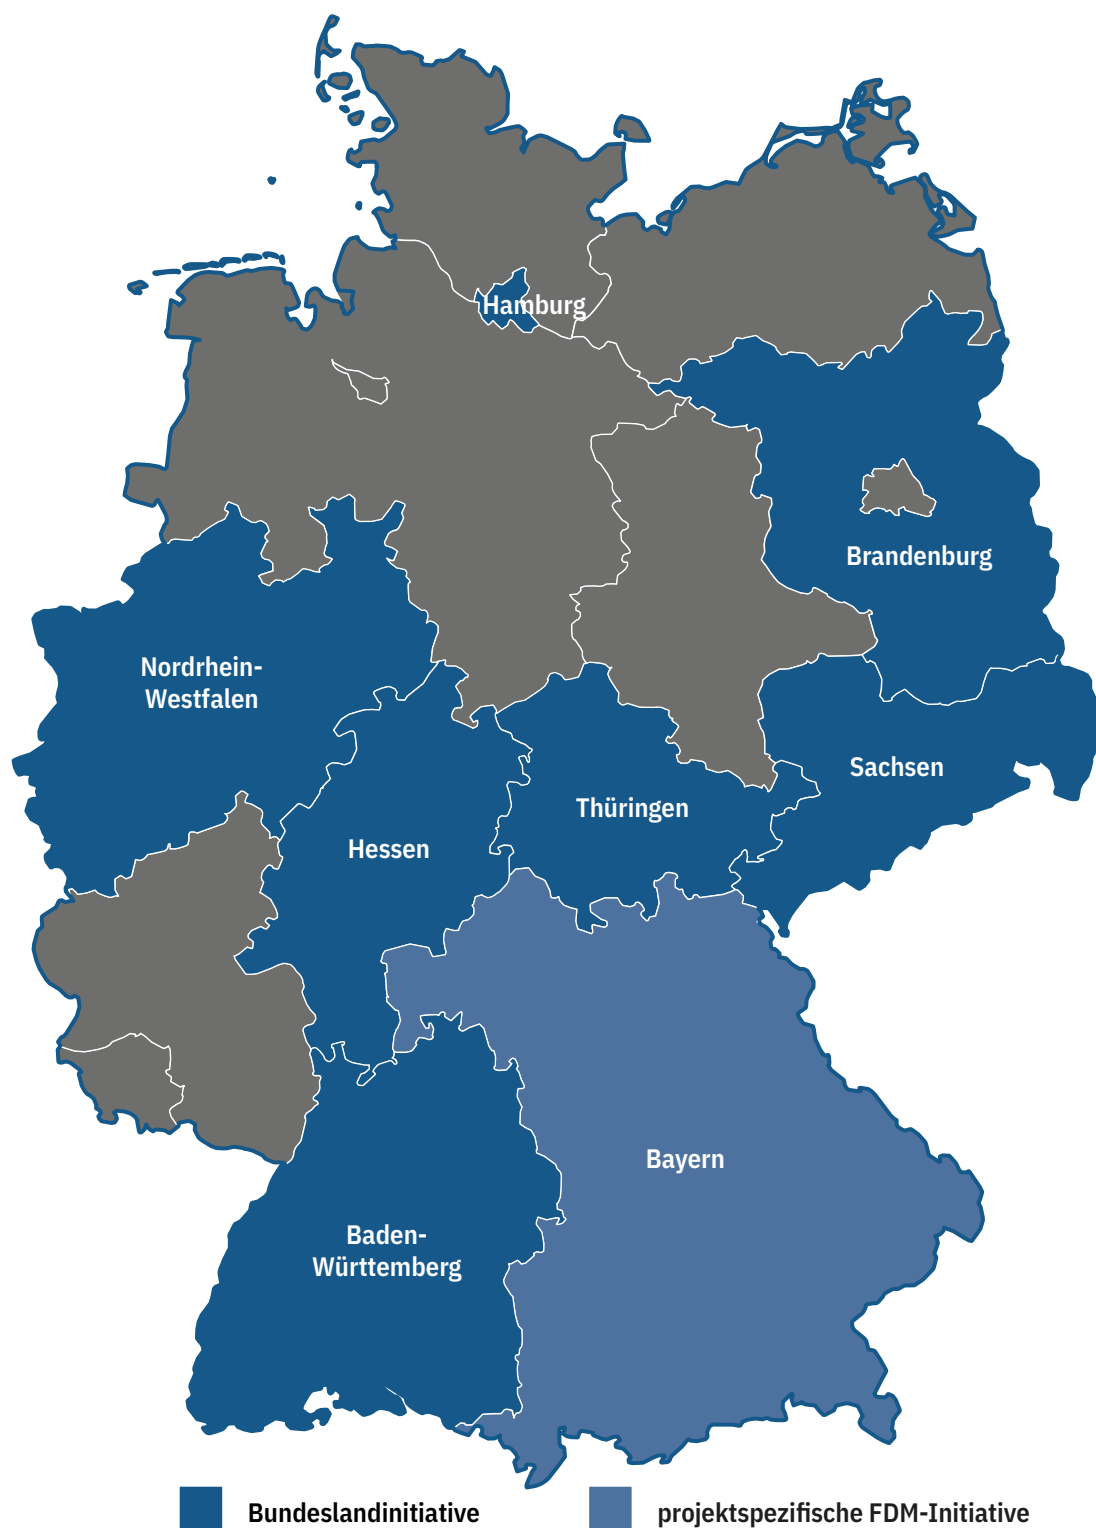 Hamburg
Brandenburg
Nordrhein-
Westfalen
Sachsen
Thüringen
Hessen
Bayern
Baden-
Württemberg
Bundeslandinitiative
projektspezifische FDM-Initiative